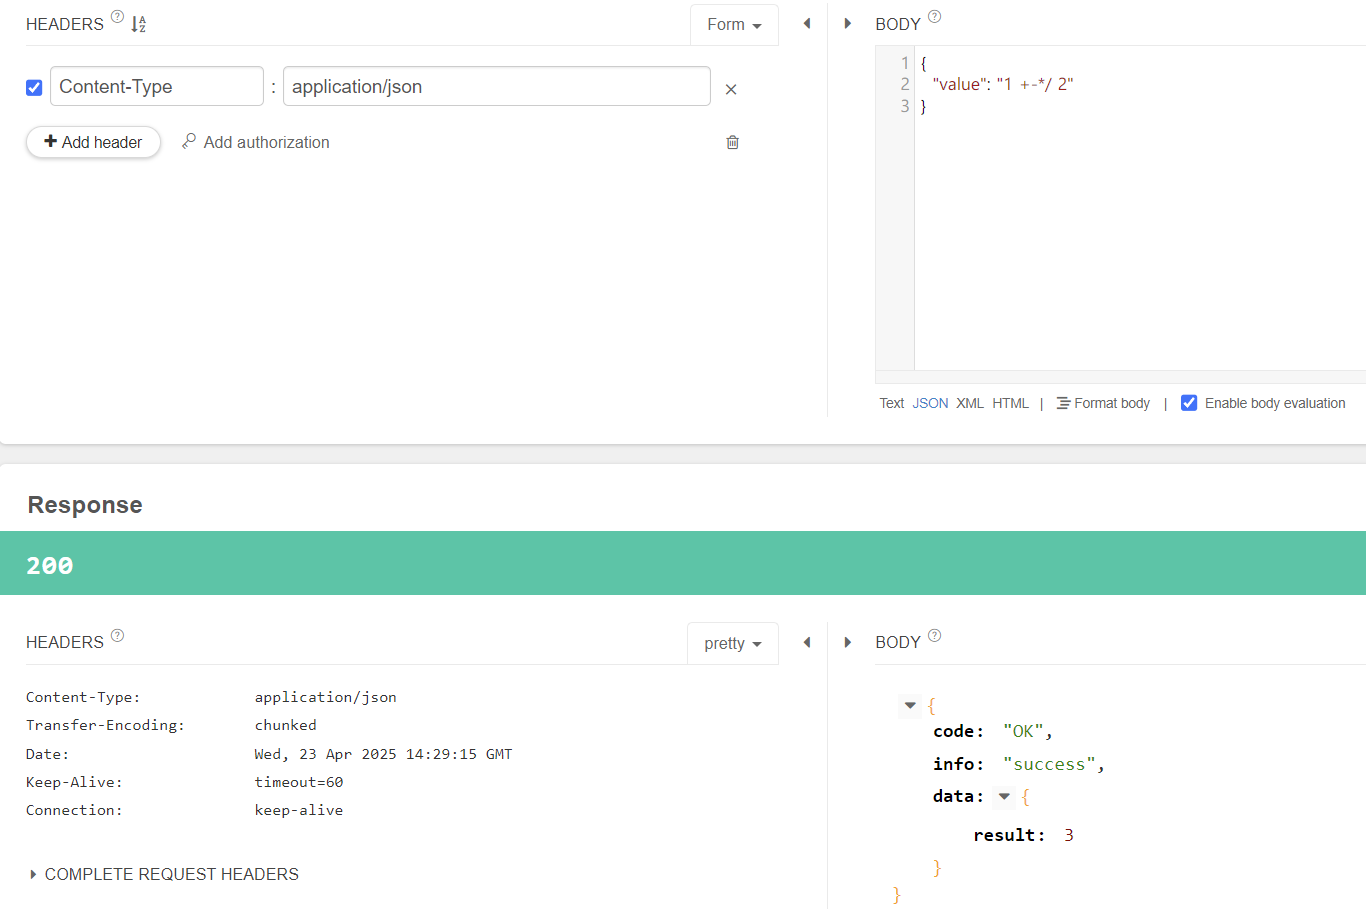 HEADERS ? Form
Content-Type : application/json ×
+ Add header Add authorization
BODY ?
1 {
2 "value": "1 +-*/ 2"
3 }
Text JSON XML HTML | Format body | Enable body evaluation
Response
200
HEADERS ? pretty
Content-Type: application/json
Transfer-Encoding: chunked
Date: Wed, 23 Apr 2025 14:29:15 GMT
Keep-Alive: timeout=60
Connection: keep-alive
COMPLETE REQUEST HEADERS
BODY ?
{
code: "OK",
info: "success",
data: {
result: 3
}
}